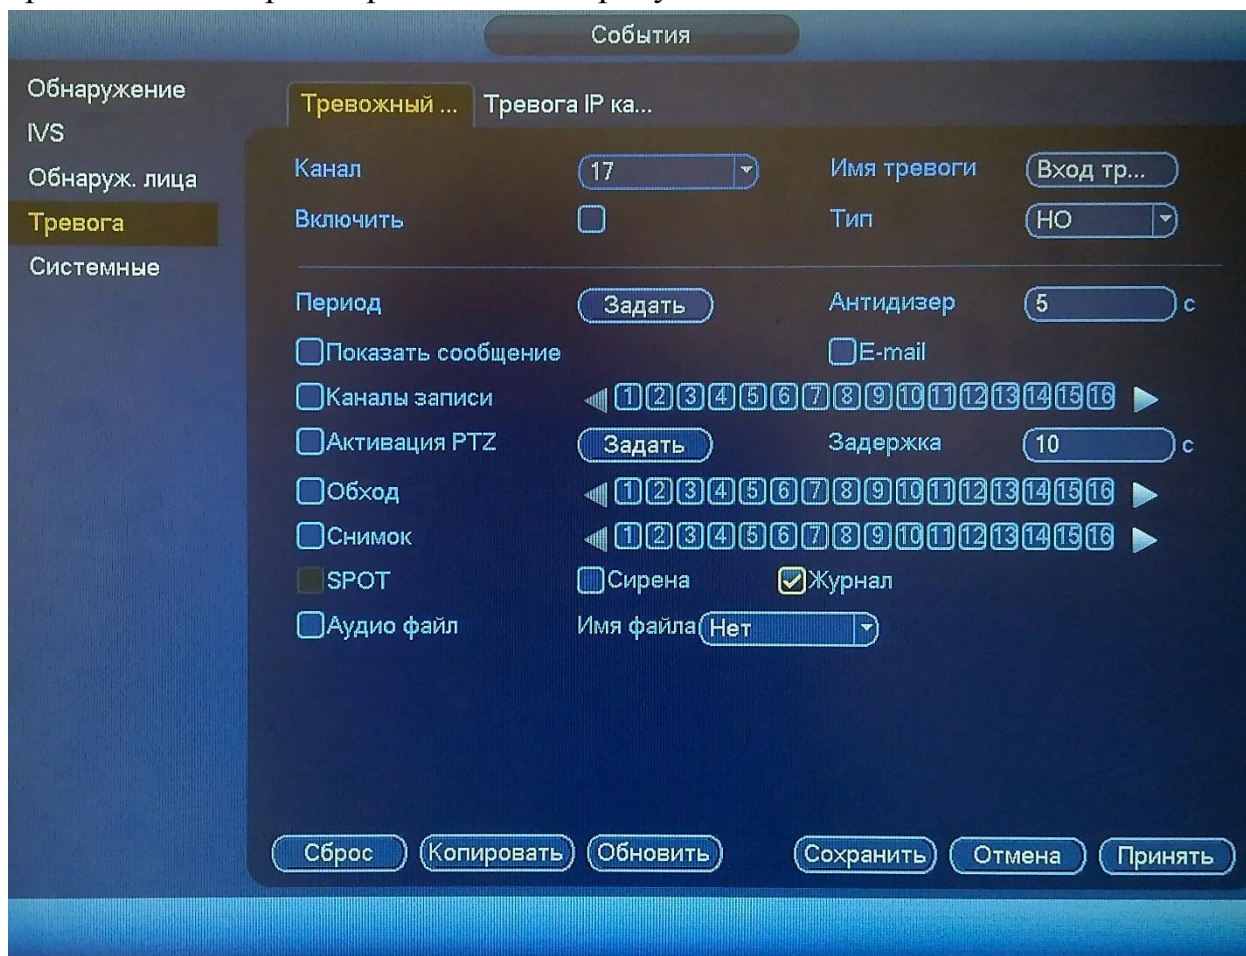 События
Обнаружение
IVS
Обнаруж. лица
Тревога
Системные
Тревожный ... Тревога IP ка...
Канал 17 Имя тревоги Вход тр...
Включить Тип НО
Период Задать Антидизер 5 с
Показать сообщение E-mail
Каналы записи 1 2 3 4 5 6 7 8 9 10 11 12 13 14 15 16
Активация PTZ Задать Задержка 10 с
Обход 1 2 3 4 5 6 7 8 9 10 11 12 13 14 15 16
Снимок 1 2 3 4 5 6 7 8 9 10 11 12 13 14 15 16
SPOT Сирена Журнал
Аудио файл Имя файла Нет
Сброс Копировать Обновить Сохранить Отмена Принять